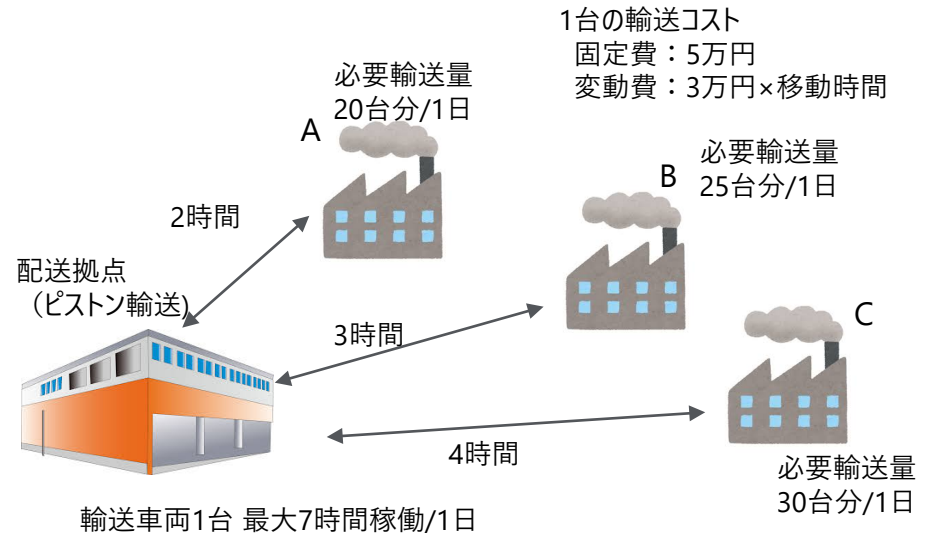 1台の輸送コスト
固定費：5万円
変動費：3万円×移動時間
必要輸送量
20台分/1日
A
必要輸送量
25台分/1日
B
2時間
配送拠点
（ピストン輸送)
3時間
C
4時間
必要輸送量
30台分/1日
輸送車両1台 最大7時間稼働/1日